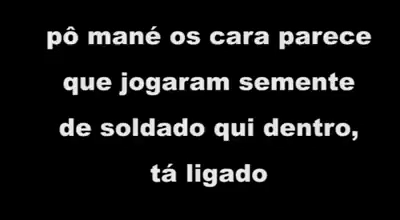 pô mané os cara parece
que jogaram semente
de soldado qui dentro,
tá ligado